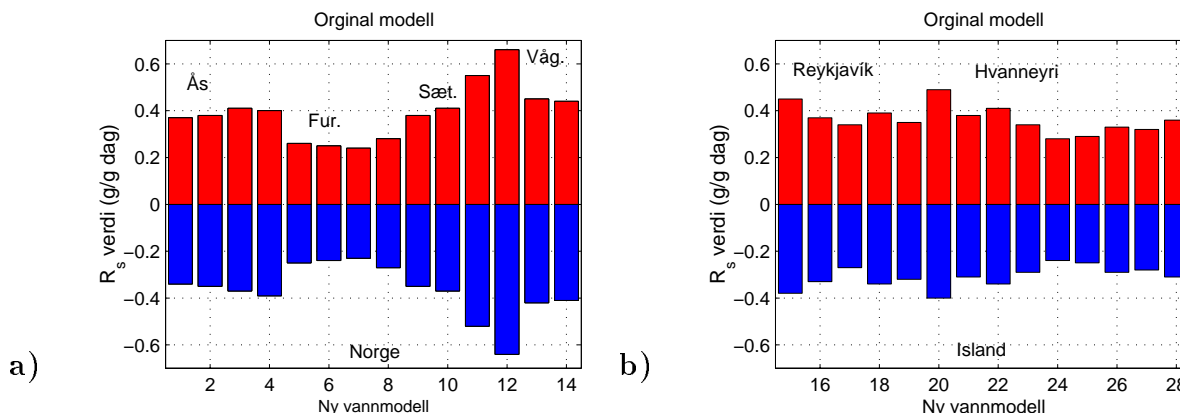 Orginal modell
0.6
0.4
0.2
0
−0.2
−0.4
−0.6
R_s verdi (g/g dag)
Ås
Fur.
Sæt.
Våg.
Norge
2 4 6 8 10 12 14
Ny vannmodell
a)
Orginal modell
0.6
0.4
0.2
0
−0.2
−0.4
−0.6
R_s verdi (g/g dag)
Reykjavík
Hvanneyri
Island
16 18 20 22 24 26 28
Ny vannmodell
b)